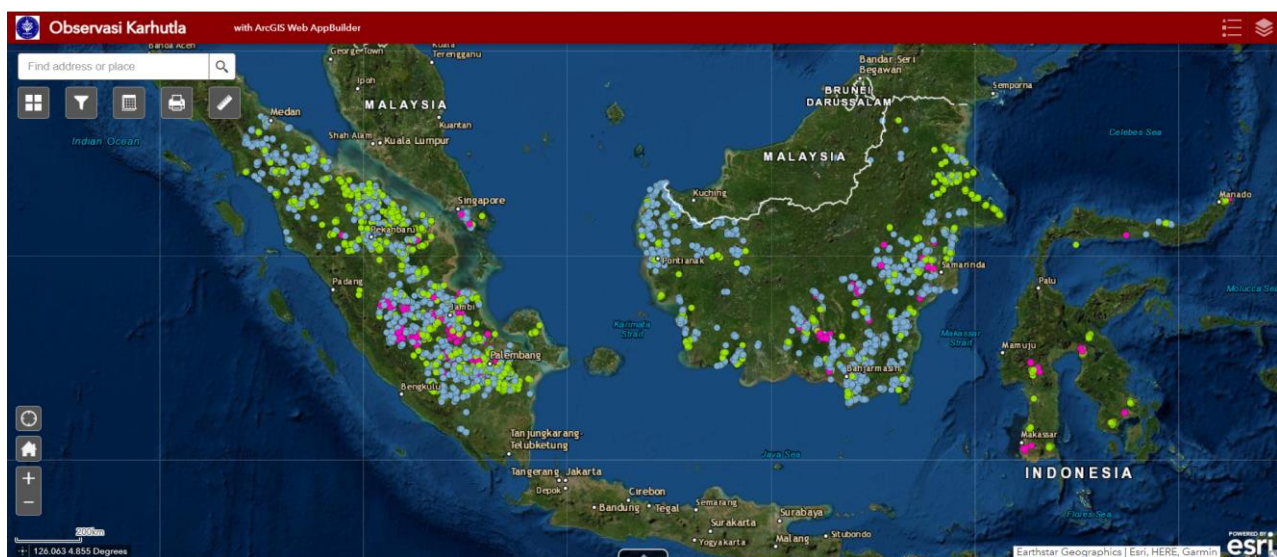 Observasi Karhutla with ArcGIS Web AppBuilder
Banda Aceh
George Town
Kuala
Terengganu
Find address or place
Ipoh
MALAYSIA
Medan
Kuantan
Shah Alam
Kuala Lumpur
Indian Ocean
Singapore
Pekanbaru
Padang
Jambi
Palembang
Bengkulu
Tanjungkarang-
Telubketung
Tangerang Jakarta
Depok
Bandung
Cirebon
Tegal
Semarang
Surakarta
Yogyakarta
Surabaya
Malang
Situbondo
Bandar Seri
Begawan
BRUNEI
DARUSSALAM
Semporna
MALAYSIA
Kuching
Pontianak
Karimata
Strait
Samarinda
Banjarmasin
Makassar
Strait
Java Sea
Celebes Sea
Manado
Palu
Molucca Sea
Mamuju
Makassar
INDONESIA
Flores Sea
+
−
200km
126.063 4.855 Degrees
Earthstar Geographics | Esri, HERE, Garmin
POWERED BY
esri